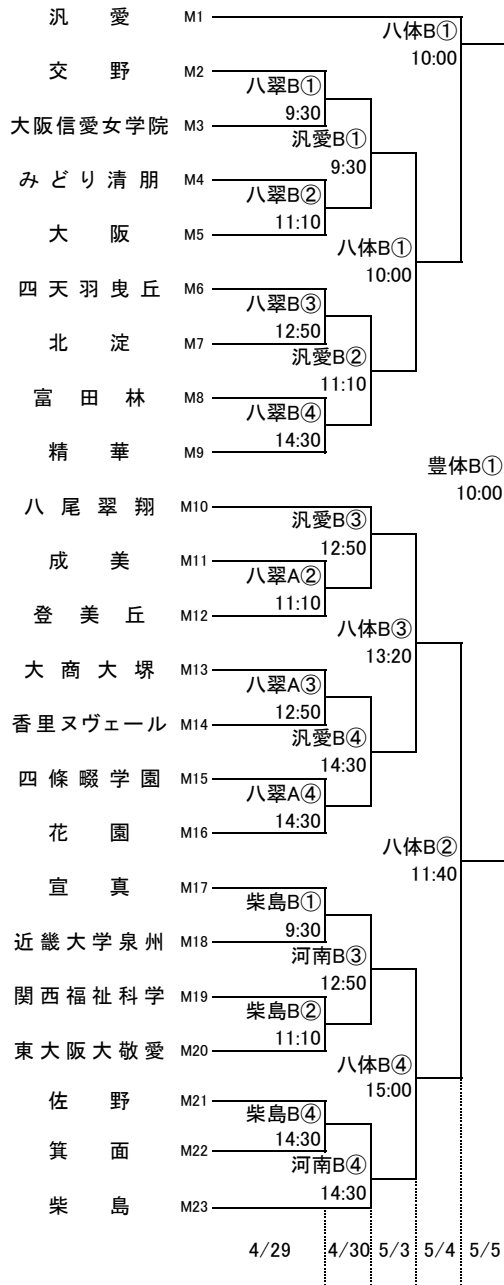 汎愛 M1
八体B①
10:00
交野 M2
八翠B①
9:30
大阪信愛女学院 M3
汎愛B①
9:30
みどり清朋 M4
八翠B②
11:10
大阪 M5
八体B①
10:00
四天羽曳丘 M6
八翠B③
12:50
北淀 M7
汎愛B②
11:10
富田林 M8
八翠B④
14:30
精華 M9
豊体B①
10:00
八尾翠翔 M10
汎愛B③
12:50
成美 M11
八翠A②
11:10
登美丘 M12
八体B③
13:20
大商大堺 M13
八翠A③
12:50
香里ヌヴェール M14
汎愛B④
14:30
四條畷学園 M15
八翠A④
14:30
花園 M16
八体B②
11:40
宣真 M17
柴島B①
9:30
近畿大学泉州 M18
河南B③
12:50
関西福祉科学 M19
柴島B②
11:10
東大阪大敬愛 M20
八体B④
15:00
佐野 M21
柴島B④
14:30
箕面 M22
河南B④
14:30
柴島 M23
4/29 4/30 5/3 5/4 5/5